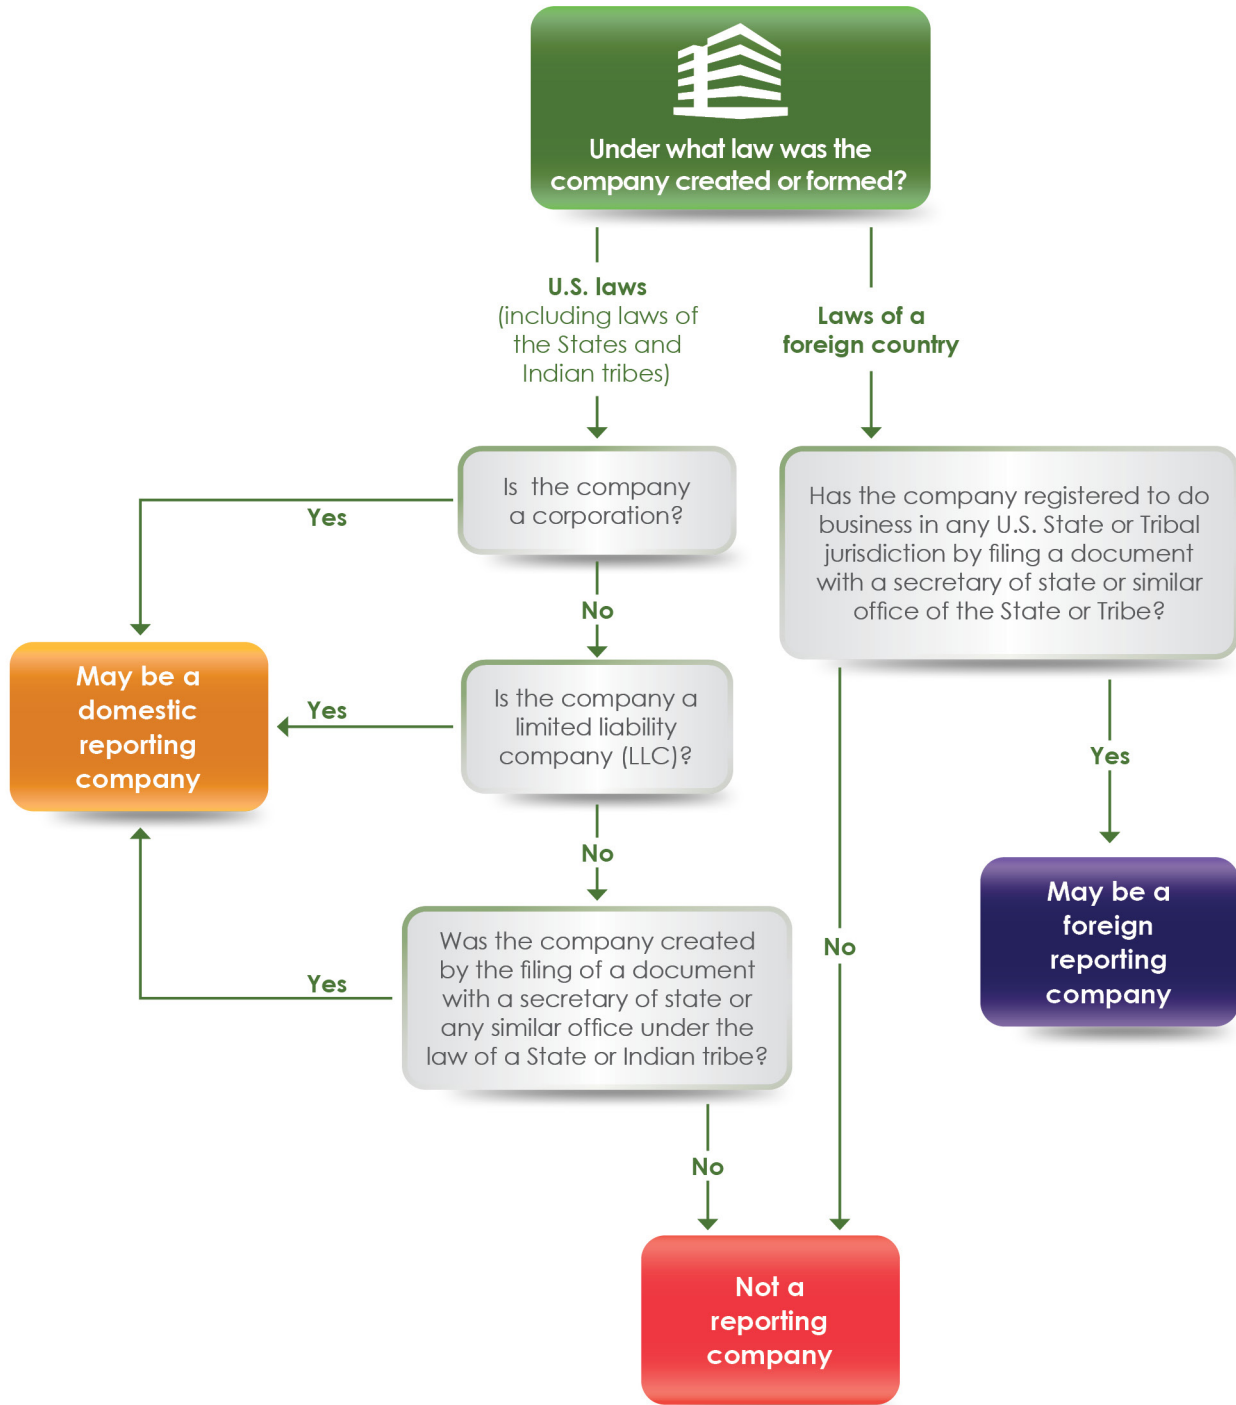 Under what law was the
company created or formed?
U.S. laws
(including laws of
the States and
Indian tribes)
Laws of a
foreign country
Is the company
a corporation?
Yes
No
Has the company registered to do
business in any U.S. State or Tribal
jurisdiction by filing a document
with a secretary of state or similar
office of the State or Tribe?
May be a
domestic
reporting
company
Yes
Is the company a
limited liability
company (LLC)?
Yes
No
May be a
foreign
reporting
company
Yes
Was the company created
by the filing of a document
with a secretary of state or
any similar office under the
law of a State or Indian tribe?
No
No
Not a
reporting
company